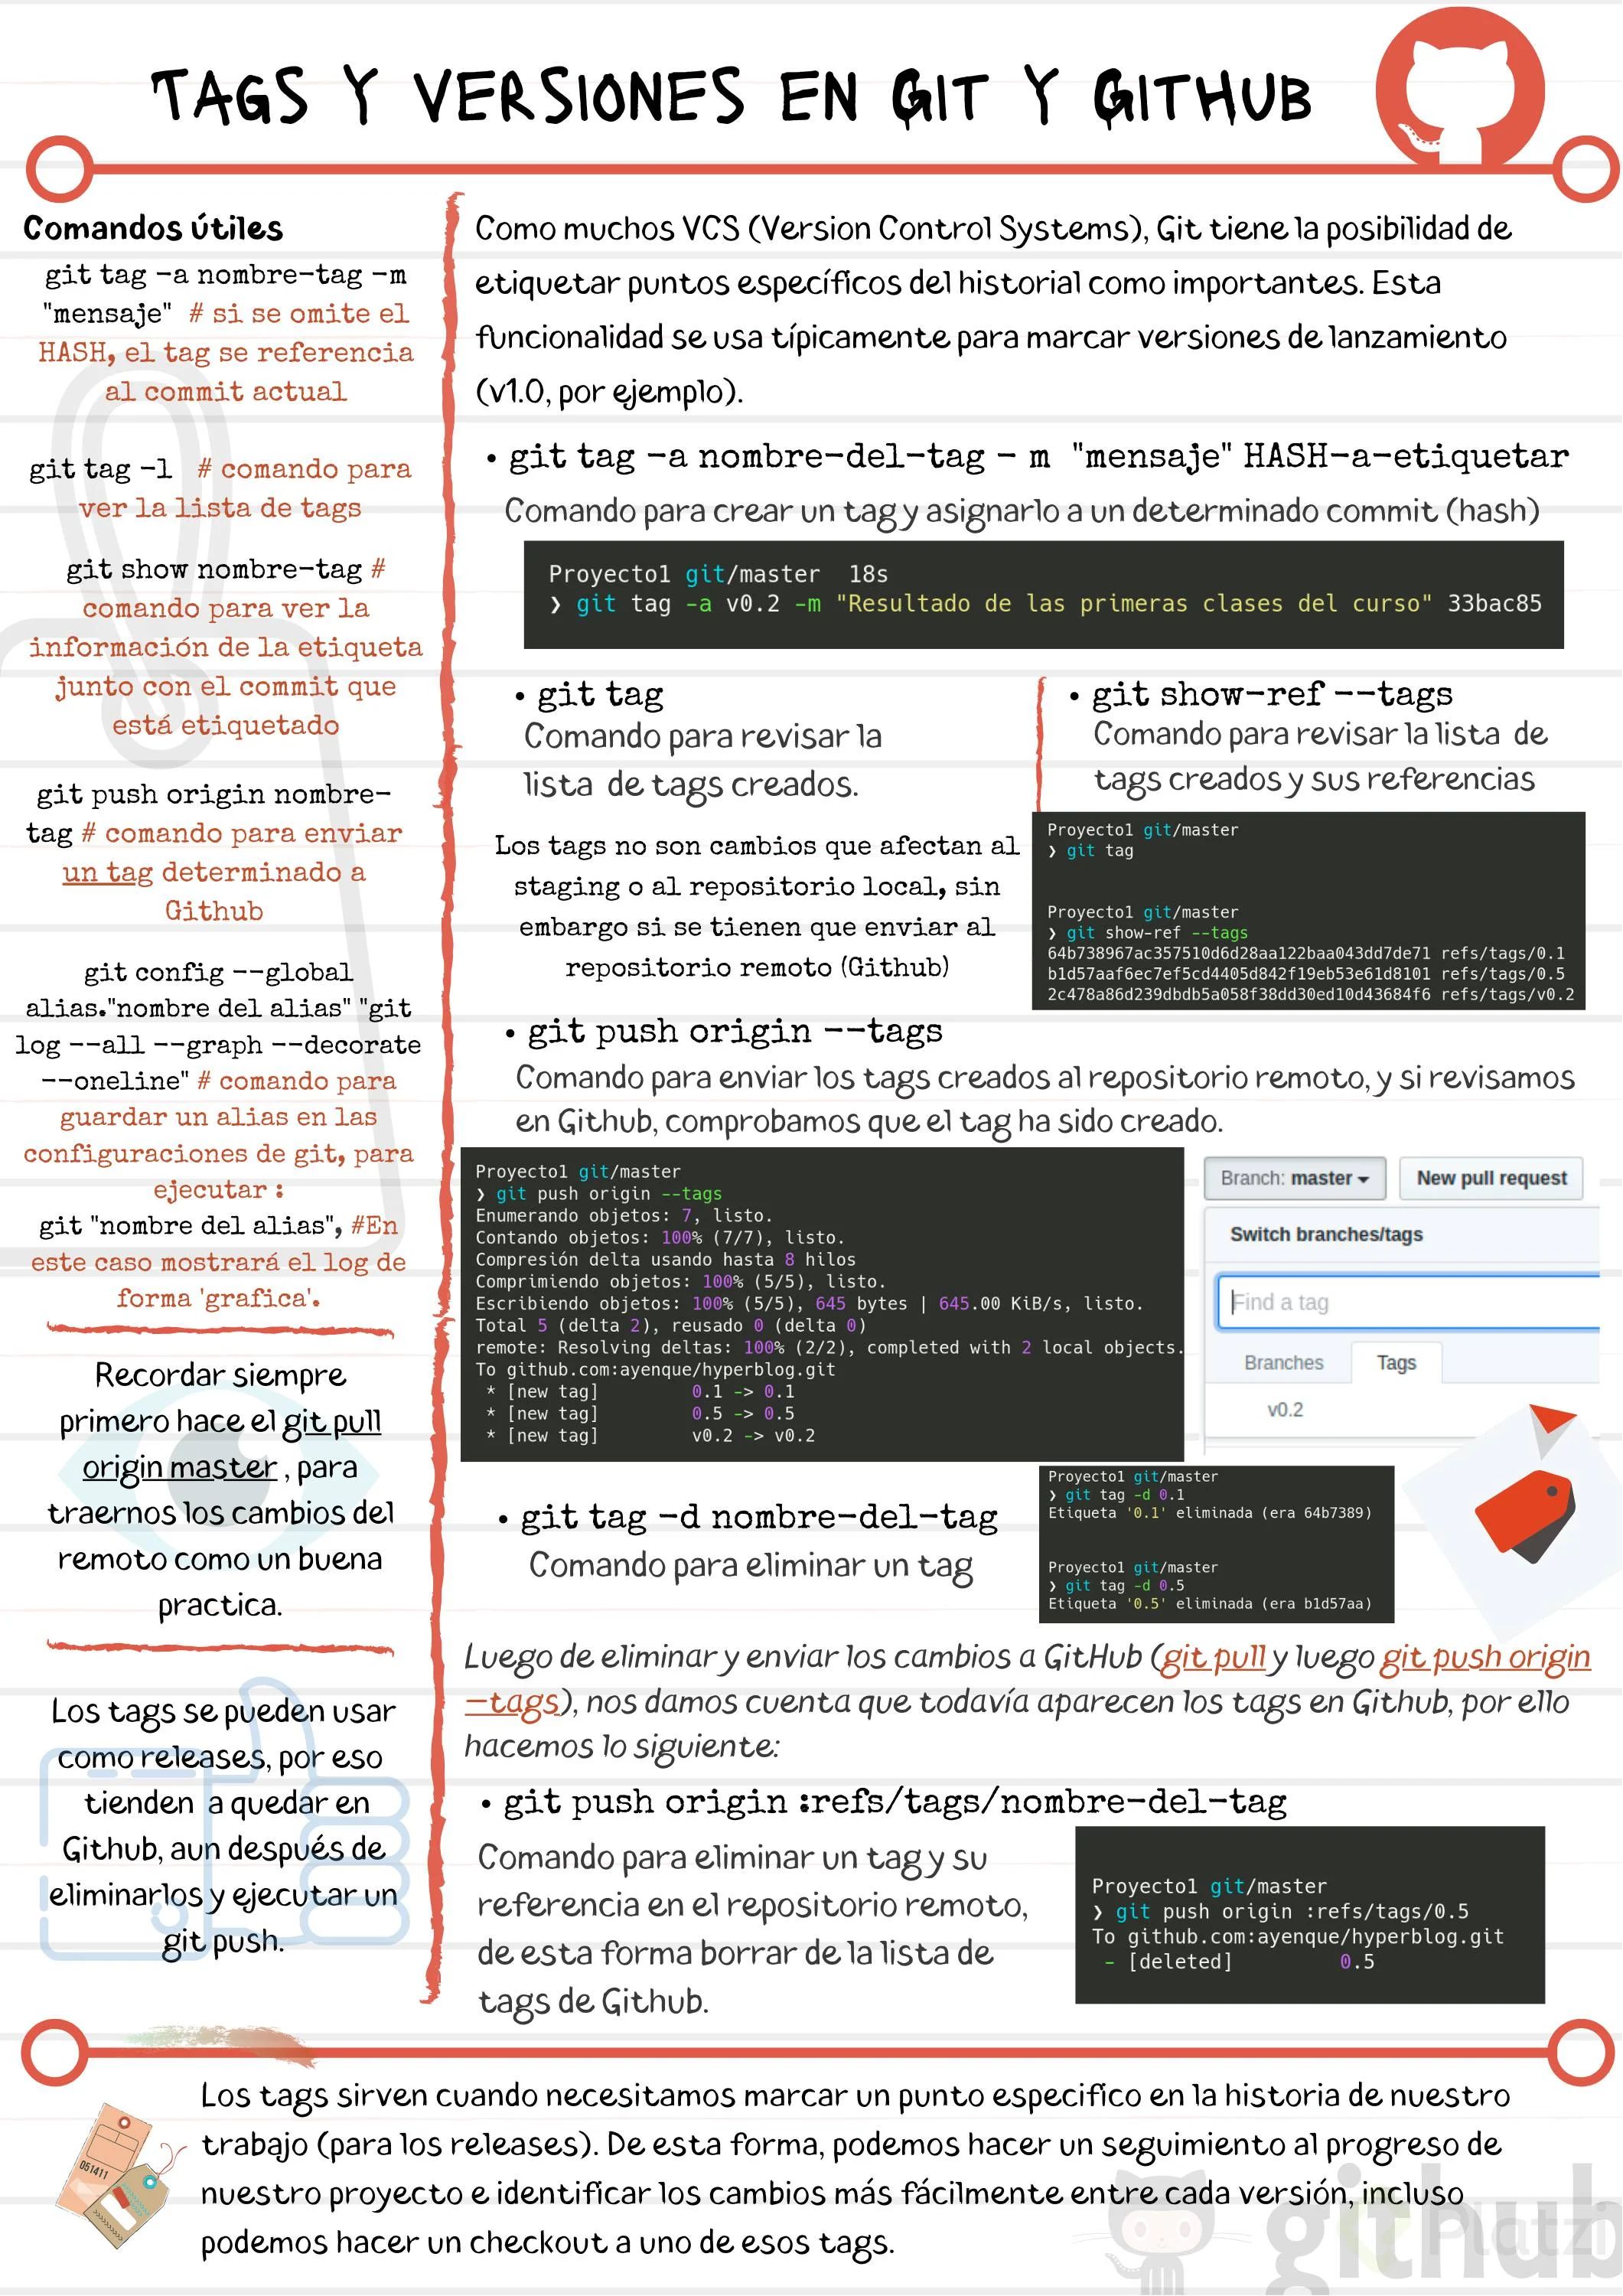 TAGS Y VERSIONES EN GIT Y GITHUB
Comandos útiles
git tag -a nombre-tag -m
"mensaje" # si se omite el
HASH, el tag se referencia
al commit actual
git tag -l # comando para
ver la lista de tags
git show nombre-tag #
comando para ver la
información de la etiqueta
junto con el commit que
está etiquetado
git push origin nombre-
tag # comando para enviar
un tag determinado a
Github
git config --global
alias."nombre del alias" "git
log --all --graph --decorate
--oneline" # comando para
guardar un alias en las
configuraciones de git, para
ejecutar :
git "nombre del alias", #En
este caso mostrará el log de
forma 'grafica'.
Recordar siempre
primero hace el git pull
origin master , para
traernos los cambios del
remoto como un buena
practica.
Los tags se pueden usar
como releases, por eso
tienden a quedar en
Github, aun después de
eliminarlos y ejecutar un
git push.
Como muchos VCS (Version Control Systems), Git tiene la posibilidad de
etiquetar puntos específicos del historial como importantes. Esta
funcionalidad se usa típicamente para marcar versiones de lanzamiento
(v1.0, por ejemplo).
• git tag -a nombre-del-tag - m "mensaje" HASH-a-etiquetar
Comando para crear un tag y asignarlo a un determinado commit (hash)
Proyecto1 git/master 18s
❯ git tag -a v0.2 -m "Resultado de las primeras clases del curso" 33bac85
• git tag
Comando para revisar la
lista de tags creados.
• git show-ref --tags
Comando para revisar la lista de
tags creados y sus referencias
Los tags no son cambios que afectan al
staging o al repositorio local, sin
embargo si se tienen que enviar al
repositorio remoto (Github)
Proyecto1 git/master
❯ git tag
Proyecto1 git/master
❯ git show-ref --tags
64b738967ac357510d6d28aa122baa043dd7de71 refs/tags/0.1
b1d57aaf6ec7ef5cd4405d842f19eb53e61d8101 refs/tags/0.5
2c478a86d239dbdb5a058f38dd30ed10d43684f6 refs/tags/v0.2
• git push origin --tags
Comando para enviar los tags creados al repositorio remoto, y si revisamos
en Github, comprobamos que el tag ha sido creado.
Proyecto1 git/master
❯ git push origin --tags
Enumerando objetos: 7, listo.
Contando objetos: 100% (7/7), listo.
Compresión delta usando hasta 8 hilos
Comprimiendo objetos: 100% (5/5), listo.
Escribiendo objetos: 100% (5/5), 645 bytes | 645.00 KiB/s, listo.
Total 5 (delta 2), reusado 0 (delta 0)
remote: Resolving deltas: 100% (2/2), completed with 2 local objects.
To github.com:ayenque/hyperblog.git
* [new tag] 0.1 -> 0.1
* [new tag] 0.5 -> 0.5
* [new tag] v0.2 -> v0.2
Branch: master New pull request
Switch branches/tags
Find a tag
Branches Tags
v0.2
• git tag -d nombre-del-tag
Comando para eliminar un tag
Proyecto1 git/master
❯ git tag -d 0.1
Etiqueta '0.1' eliminada (era 64b7389)
Proyecto1 git/master
❯ git tag -d 0.5
Etiqueta '0.5' eliminada (era b1d57aa)
Luego de eliminar y enviar los cambios a GitHub (git pull y luego git push origin
–tags), nos damos cuenta que todavía aparecen los tags en Github, por ello
hacemos lo siguiente:
• git push origin :refs/tags/nombre-del-tag
Comando para eliminar un tag y su
referencia en el repositorio remoto,
de esta forma borrar de la lista de
tags de Github.
Proyecto1 git/master
❯ git push origin :refs/tags/0.5
To github.com:ayenque/hyperblog.git
- [deleted] 0.5
Los tags sirven cuando necesitamos marcar un punto especifico en la historia de nuestro
trabajo (para los releases). De esta forma, podemos hacer un seguimiento al progreso de
nuestro proyecto e identificar los cambios más fácilmente entre cada versión, incluso
podemos hacer un checkout a uno de esos tags.
051411
github
Platzi